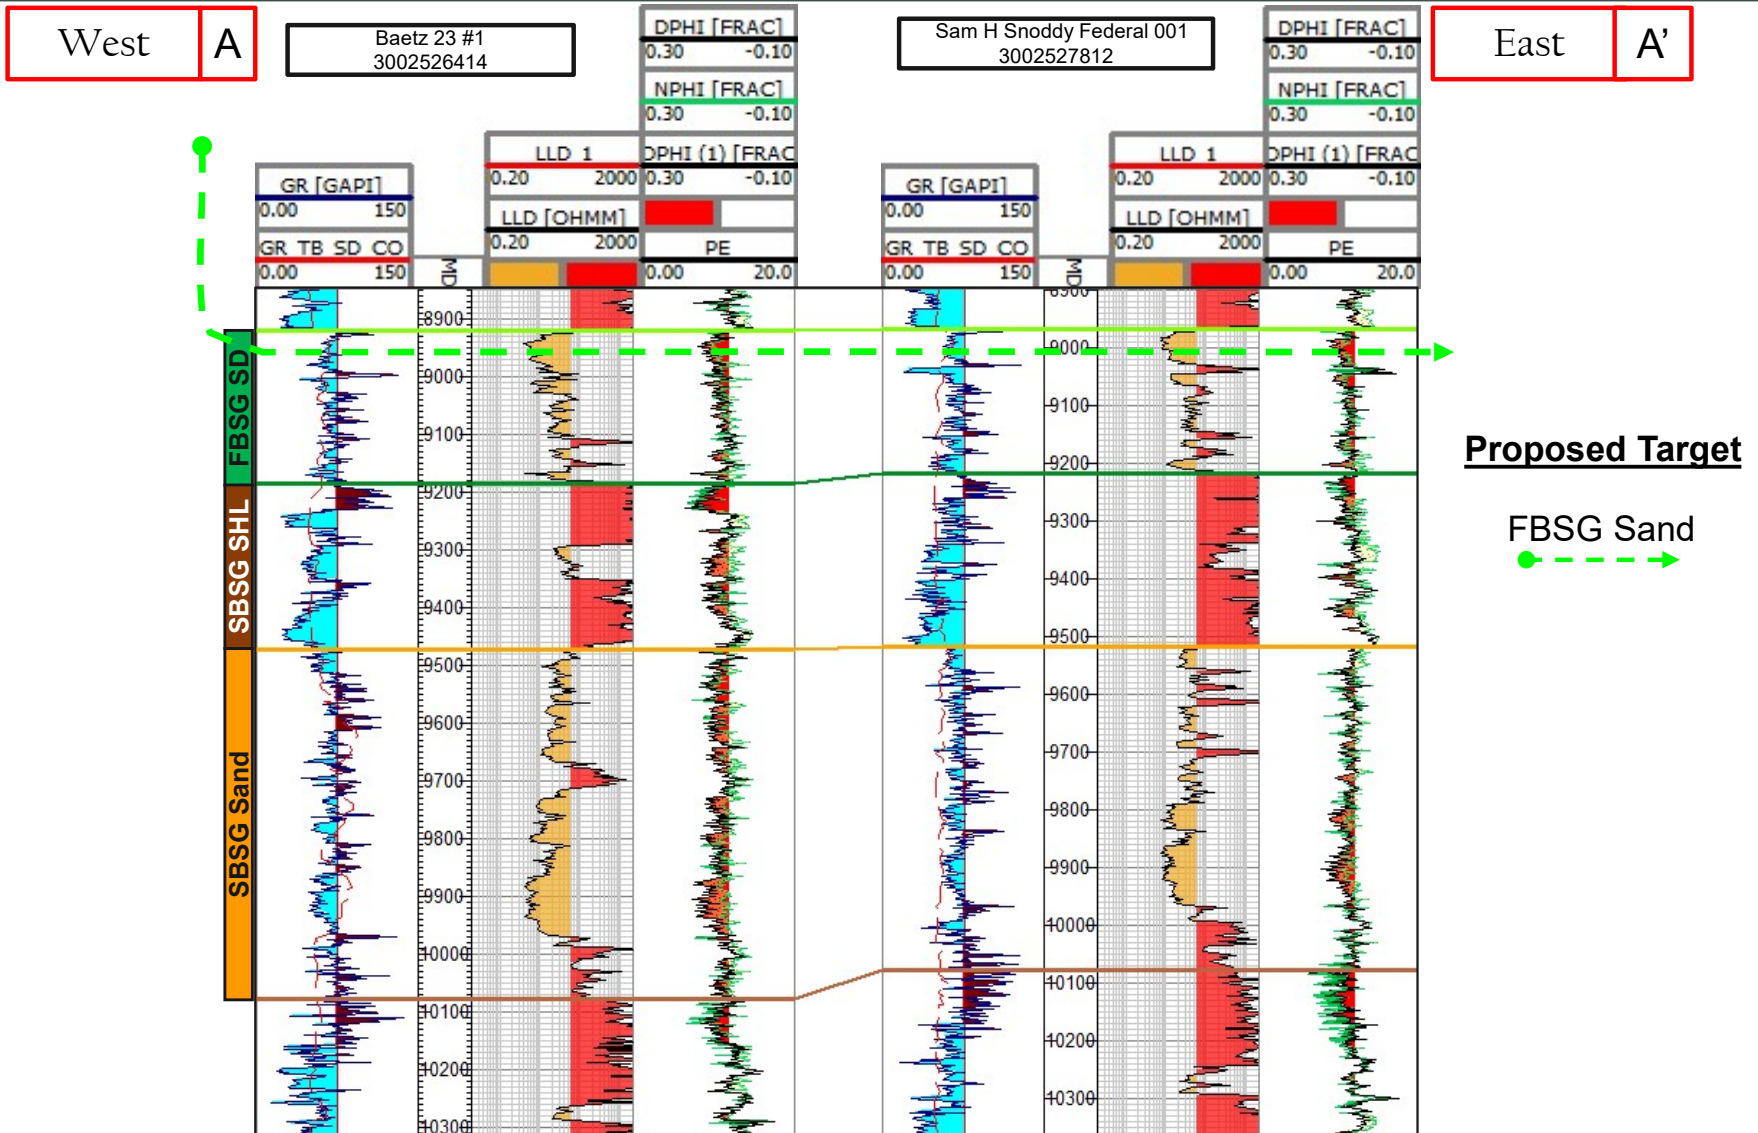 West
A
Baetz 23 #1
3002526414
Sam H Snoddy Federal 001
3002527812
East
A’
DPHI [FRAC]
0.30 -0.10
NPHI [FRAC]
0.30 -0.10
DPHI (1) [FRAC
0.30 -0.10
PE
0.00 20.0
LLD 1
0.20 2000
LLD [OHMM]
0.20 2000
GR [GAPI]
0.00 150
GR TB SD CO
0.00 150
MD
DPHI [FRAC]
0.30 -0.10
NPHI [FRAC]
0.30 -0.10
DPHI (1) [FRAC
0.30 -0.10
PE
0.00 20.0
LLD 1
0.20 2000
LLD [OHMM]
0.20 2000
GR [GAPI]
0.00 150
GR TB SD CO
0.00 150
MD
FBSG SD
SBSG SHL
SBSG Sand
8900
9000
9100
9200
9300
9400
9500
9600
9700
9800
9900
10000
10100
10200
10300
8900
9000
9100
9200
9300
9400
9500
9600
9700
9800
9900
10000
10100
10200
10300
Proposed Target
FBSG Sand